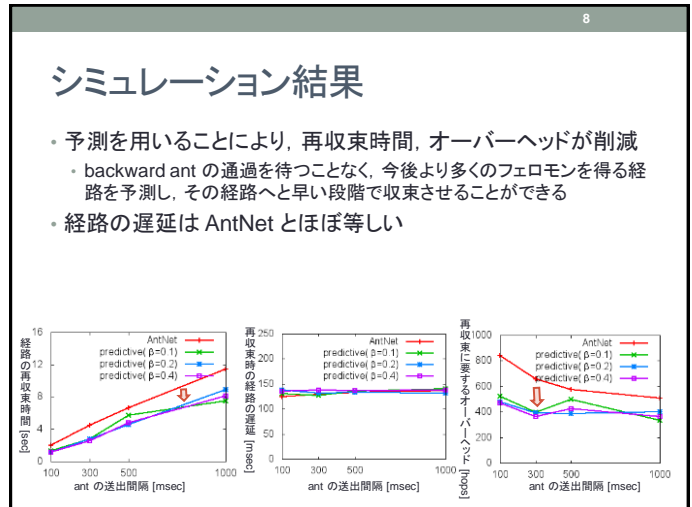 8
シミュレーション結果
・予測を用いることにより，再収束時間，オーバーヘッドが削減
・backward ant の通過を待つことなく，今後より多くのフェロモンを得る経
路を予測し，その経路へと早い段階で収束させることができる
・経路の遅延は AntNet とほぼ等しい
経路の再収束時間 [sec]
16
12
8
4
0
AntNet
predictive( β=0.1)
predictive( β=0.2)
predictive( β=0.4)
100 300 500 1000
ant の送出間隔 [msec]
再収束時の経路の遅延 [msec]
250
200
150
100
50
0
AntNet
predictive( β=0.1)
predictive( β=0.2)
predictive( β=0.4)
100 300 500 1000
ant の送出間隔 [msec]
再収束に要するオーバーヘッド [hops]
1000
800
600
400
200
0
AntNet
predictive( β=0.1)
predictive( β=0.2)
predictive( β=0.4)
100 300 500 1000
ant の送出間隔 [msec]